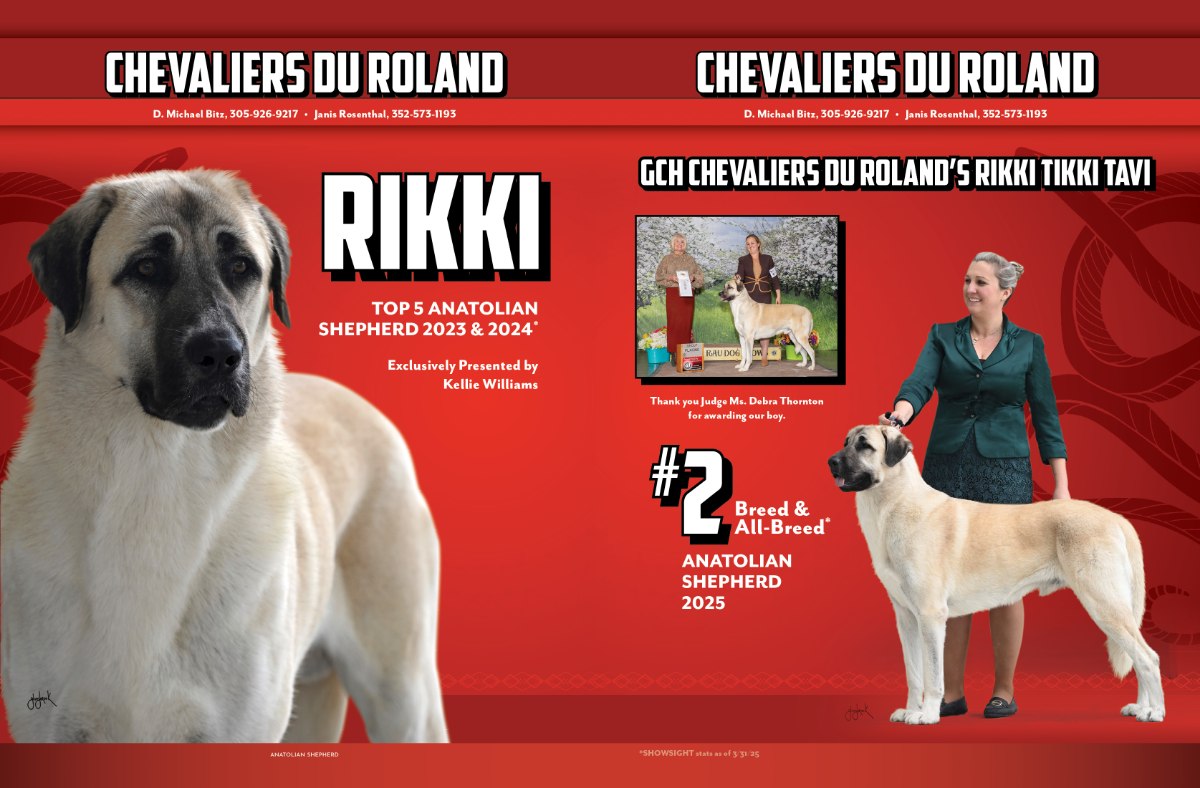 CHEVALIERS DU ROLAND
D. Michael Bitz, 305-926-9217 • Janis Rosenthal, 352-573-1193
RIKKI
TOP 5 ANATOLIAN
SHEPHERD 2023 & 2024*
Exclusively Presented by
Kellie Williams
ANATOLIAN SHEPHERD
CHEVALIERS DU ROLAND
D. Michael Bitz, 305-926-9217 • Janis Rosenthal, 352-573-1193
GCH CHEVALIERS DU ROLAND'S RIKKI TIKKI TAVI
Thank you Judge Ms. Debra Thornton
for awarding our boy.
#2
Breed &
All-Breed*
ANATOLIAN
SHEPHERD
2025
*SHOWSIGHT stats as of 3/31/25